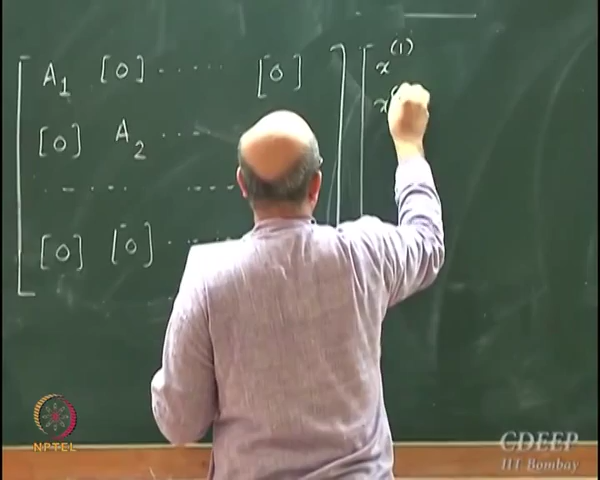 A₁ [0] ...... [0] x⁽¹⁾
[0] A₂ ... x
- ... ....
[0] [0] ..
NPTEL
CDEEP
IIT Bombay